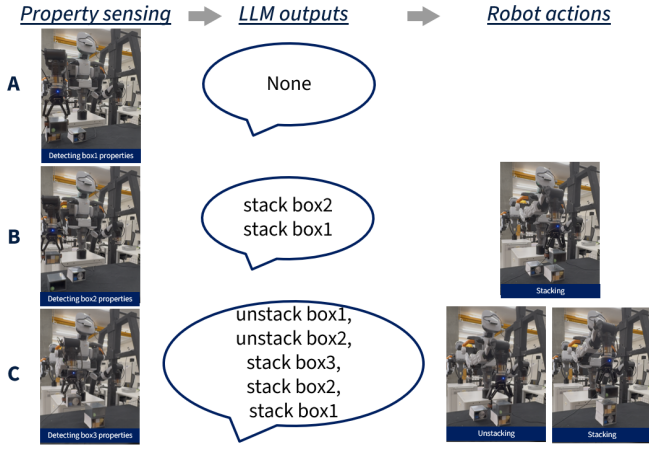 Property sensing
LLM outputs
Robot actions
A
None
Detecting box1 properties
B
stack box2
stack box1
Detecting box2 properties
Stacking
C
unstack box1,
unstack box2,
stack box3,
stack box2,
stack box1
Detecting box3 properties
Unstacking
Stacking